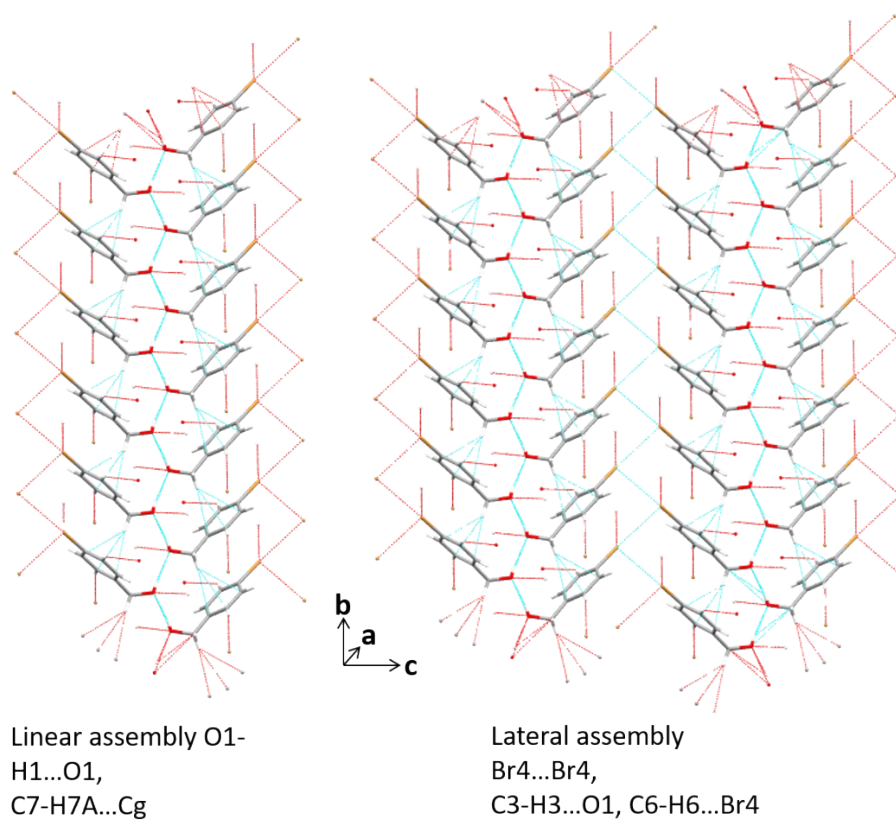 b
a
c
Linear assembly O1-
H1...O1,
C7-H7A...Cg
Lateral assembly
Br4...Br4,
C3-H3...O1, C6-H6...Br4